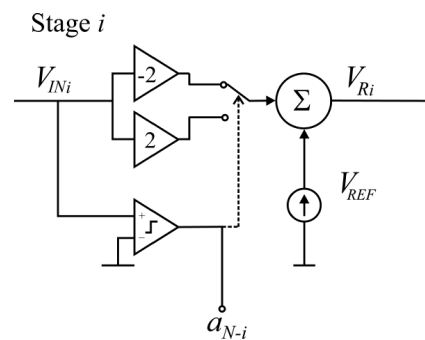 Stage i
V_INi
-2
2
Σ
V_Ri
V_REF
+
−
a_N-i